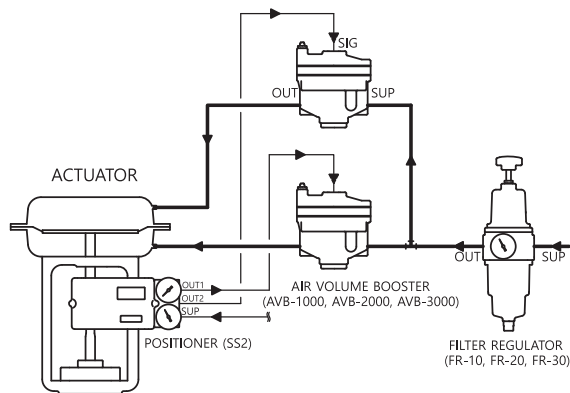 SIG
OUT
SUP
ACTUATOR
OUT1
OUT2
SUP
POSITIONER (SS2)
AIR VOLUME BOOSTER
(AVB-1000, AVB-2000, AVB-3000)
OUT
SUP
FILTER REGULATOR
(FR-10, FR-20, FR-30)